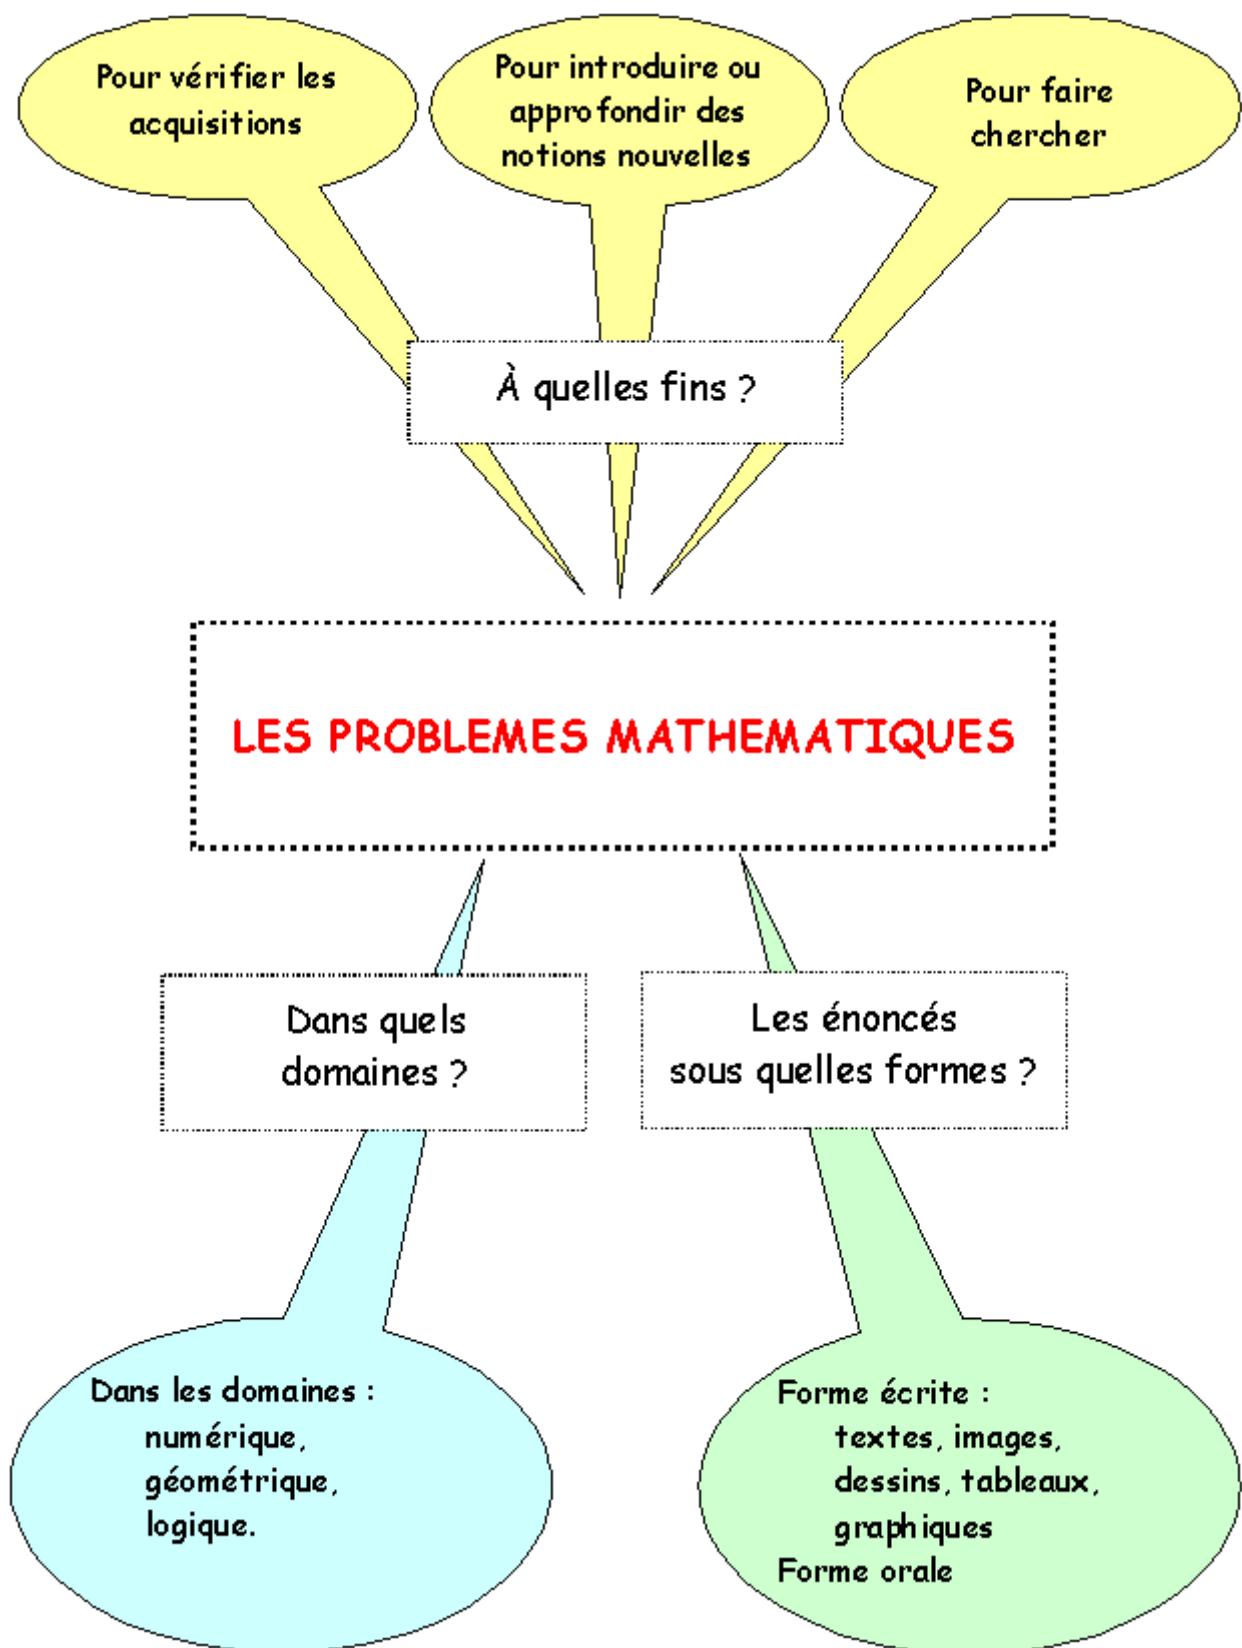 Pour vérifier les
acquisitions
Pour introduire ou
approfondir des
notions nouvelles
Pour faire
chercher
À quelles fins ?
LES PROBLEMES MATHEMATIQUES
Dans quels
domaines ?
Les énoncés
sous quelles formes ?
Dans les domaines :
numérique,
géométrique,
logique.
Forme écrite :
textes, images,
dessins, tableaux,
graphiques
Forme orale